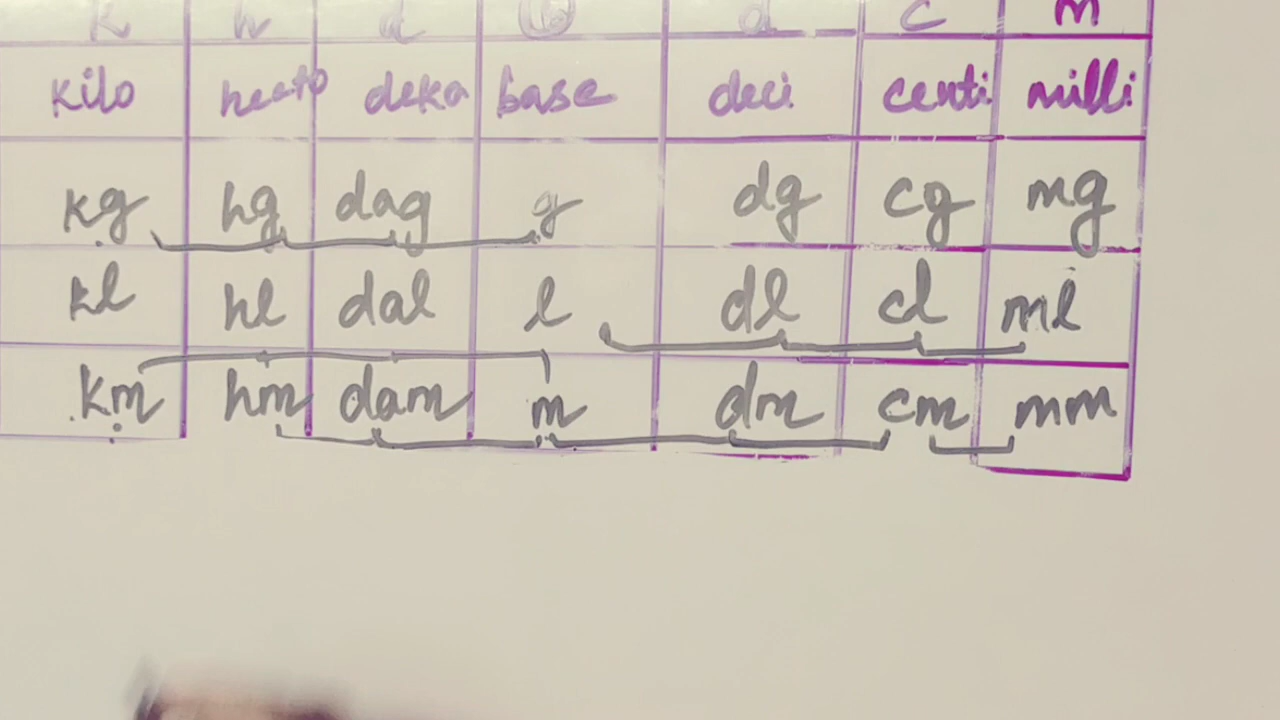 k h d b d c m
kilo hecto deka base deci centi milli
kg hg dag g dg cg mg
kl hl dal l dl cl ml
km hm dam m dm cm mm